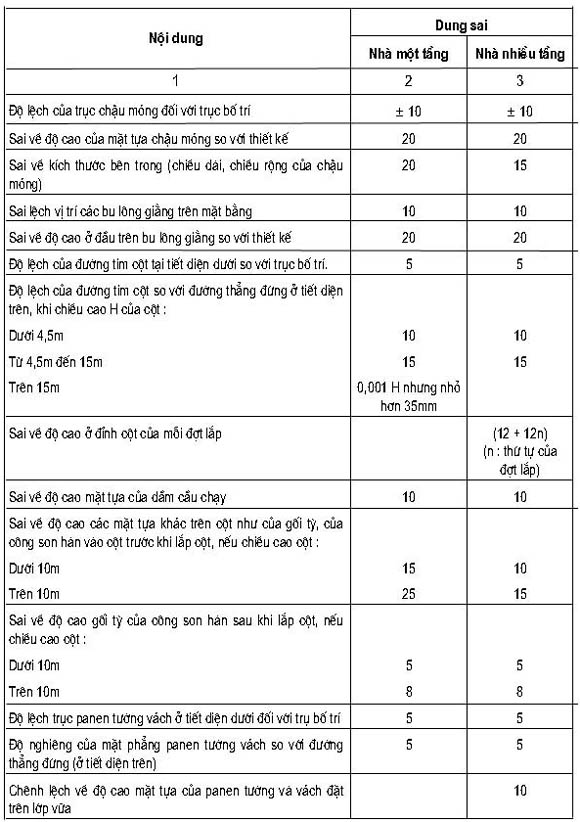 Nội dung
Dung sai
Nhà một tầng
Nhà nhiều tầng
1
2
3
Độ lệch của trục chậu móng đối với trục bố trí
± 10
± 10
Sai về độ cao của mặt tựa chậu móng so với thiết kế
20
20
Sai về kích thước bên trong (chiều dài, chiều rộng của chậu
móng)
20
15
Sai lệch vị trí các bu lông giằng trên mặt bằng
10
10
Sai về độ cao ở đầu trên bu lông giằng so với thiết kế
20
20
Độ lệch của đường tim cột tại tiết diện dưới so với trục bố trí.
5
5
Độ lệch của đường tim cột so với đường thẳng đứng ở tiết diện
trên, khi chiều cao H của cột :
Dưới 4,5m
10
10
Từ 4,5m đến 15m
15
15
Trên 15m
0,001 H nhưng nhỏ
hơn 35mm
Sai về độ cao ở đỉnh cột của mỗi đợt lắp
(12 + 12n)
(n : thứ tự của
đợt lắp)
Sai về độ cao mặt tựa của dầm cầu chạy
10
10
Sai về độ cao các mặt tựa khác trên cột như của gối tỳ, của
công son hàn vào cột trước khi lắp cột, nếu chiều cao cột :
Dưới 10m
15
10
Trên 10m
25
15
Sai về độ cao gối tỳ của công son hàn sau khi lắp cột, nếu
chiều cao cột :
Dưới 10m
5
5
Trên 10m
8
8
Độ lệch trục panen tường vách ở tiết diện dưới đối với trụ bố trí
5
5
Độ nghiêng của mặt phẳng panen tường vách so với đường
thẳng đứng (ở tiết diện trên)
5
5
Chênh lệch về độ cao mặt tựa của panen tường và vách đặt
trên lớp vữa
10